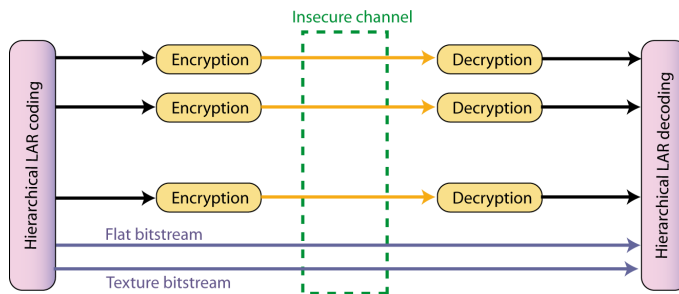 Insecure channel
Hierarchical LAR coding
Encryption
Decryption
Encryption
Decryption
Encryption
Decryption
Flat bitstream
Texture bitstream
Hierarchical LAR decoding